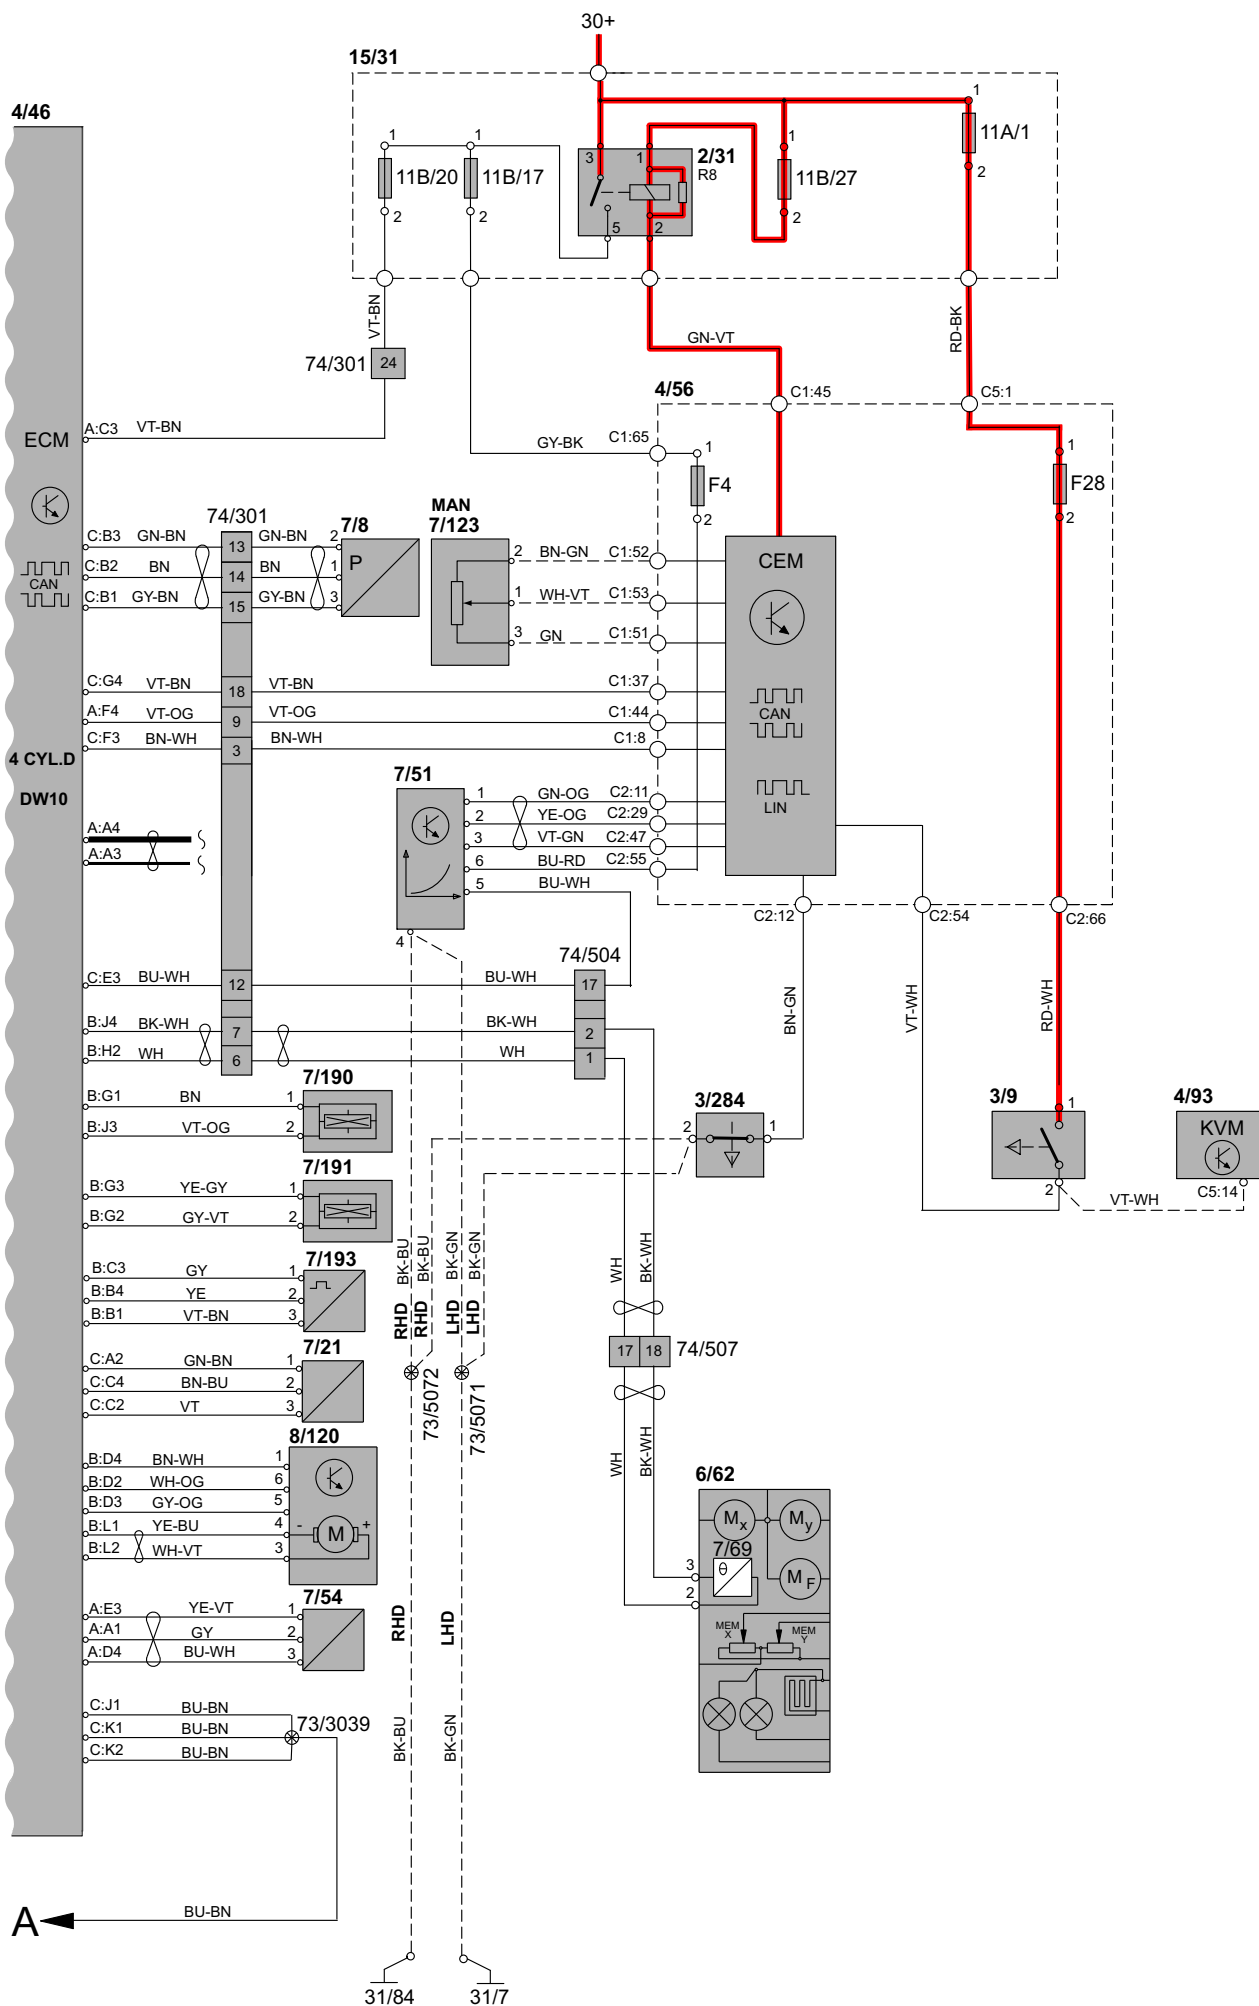 30+
15/31
4/46
1
11A/1
2
1
1
11B/20
11B/17
2
2
3
1
2/31
R8
5
2
1
11B/27
2
VT-BN
GN-VT
RD-BK
74/301
24
4/56
C1:45
C5:1
ECM
A:C3
VT-BN
GY-BK
C1:65
1
F4
2
1
F28
2
CAN
74/301
C:B3
GN-BN
13
GN-BN
2
7/8
C:B2
BN
14
BN
1
P
C:B1
GY-BN
15
GY-BN
3
MAN
7/123
2
BN-GN
C1:52
1
WH-VT
C1:53
3
GN
C1:51
CEM
CAN
LIN
C:G4
VT-BN
18
VT-BN
C1:37
A:F4
VT-OG
9
VT-OG
C1:44
C:F3
BN-WH
3
BN-WH
C1:8
4 CYL.D
DW10
7/51
1
GN-OG
C2:11
2
YE-OG
C2:29
3
VT-GN
C2:47
6
BU-RD
C2:55
5
BU-WH
4
A:A4
A:A3
C2:12
C2:54
C2:66
BN-GN
VT-WH
RD-WH
74/504
C:E3
BU-WH
12
BU-WH
17
B:J4
BK-WH
7
BK-WH
2
B:H2
WH
6
WH
1
7/190
B:G1
BN
1
B:J3
VT-OG
2
3/284
2
1
3/9
1
2
4/93
KVM
C5:14
VT-WH
7/191
B:G3
YE-GY
1
B:G2
GY-VT
2
BK-BU
BK-BU
BK-GN
BK-GN
RHD
RHD
LHD
LHD
WH
BK-WH
7/193
B:C3
GY
1
B:B4
YE
2
B:B1
VT-BN
3
17
18
74/507
7/21
C:A2
GN-BN
1
C:C4
BN-BU
2
C:C2
VT
3
73/5072
73/5071
WH
BK-WH
8/120
B:D4
BN-WH
1
B:D2
WH-OG
6
B:D3
GY-OG
5
B:L1
YE-BU
4
B:L2
WH-VT
3
-
M
+
6/62
Mx
My
7/69
θ
MF
3
2
MEM
X
MEM
Y
7/54
A:E3
YE-VT
1
A:A1
GY
2
A:D4
BU-WH
3
RHD
LHD
C:J1
BU-BN
C:K1
BU-BN
C:K2
BU-BN
73/3039
BK-BU
BK-GN
A
BU-BN
31/84
31/7